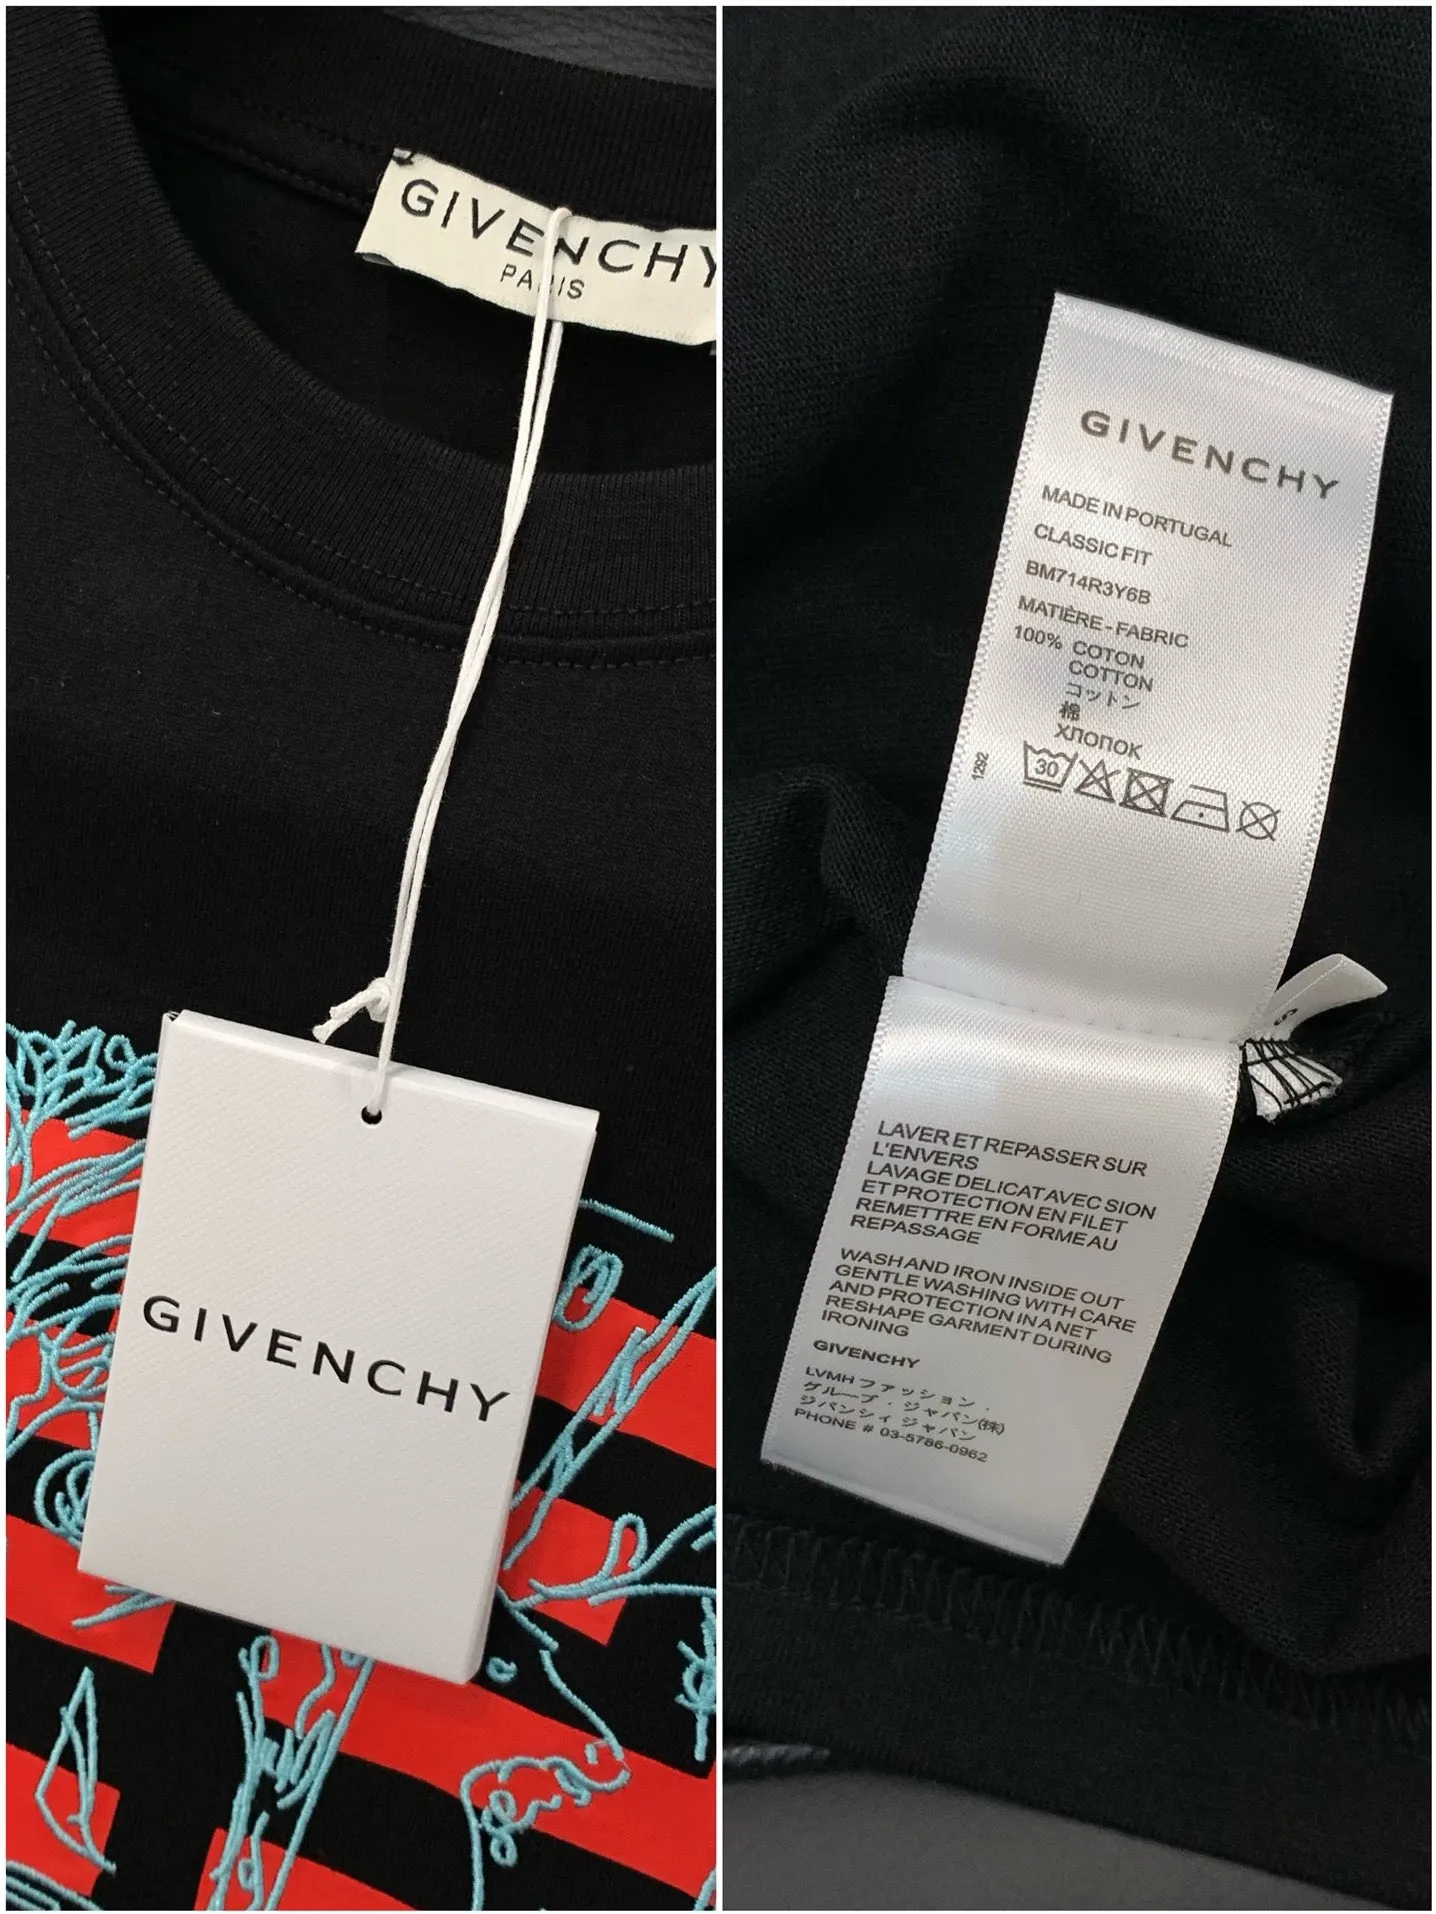 GIVENCHY
PARIS
GIVENCHY
GIVENCHY
MADE IN PORTUGAL
CLASSIC FIT
BM714R3Y6B
MATIÈRE - FABRIC
100% COTON
COTTON
コットン
棉
ХЛОПОК
1292
30
S
LAVER ET REPASSER SUR
L'ENVERS
LAVAGE DELICAT AVEC SION
ET PROTECTION EN FILET
REMETTRE EN FORME AU
REPASSAGE
WASH AND IRON INSIDE OUT
GENTLE WASHING WITH CARE
AND PROTECTION IN A NET
RESHAPE GARMENT DURING
IRONING
GIVENCHY
LVMH ファッション .
グループ . ジャパン(株)
ジバンシィ ジャパン
PHONE # 03-5786-0962